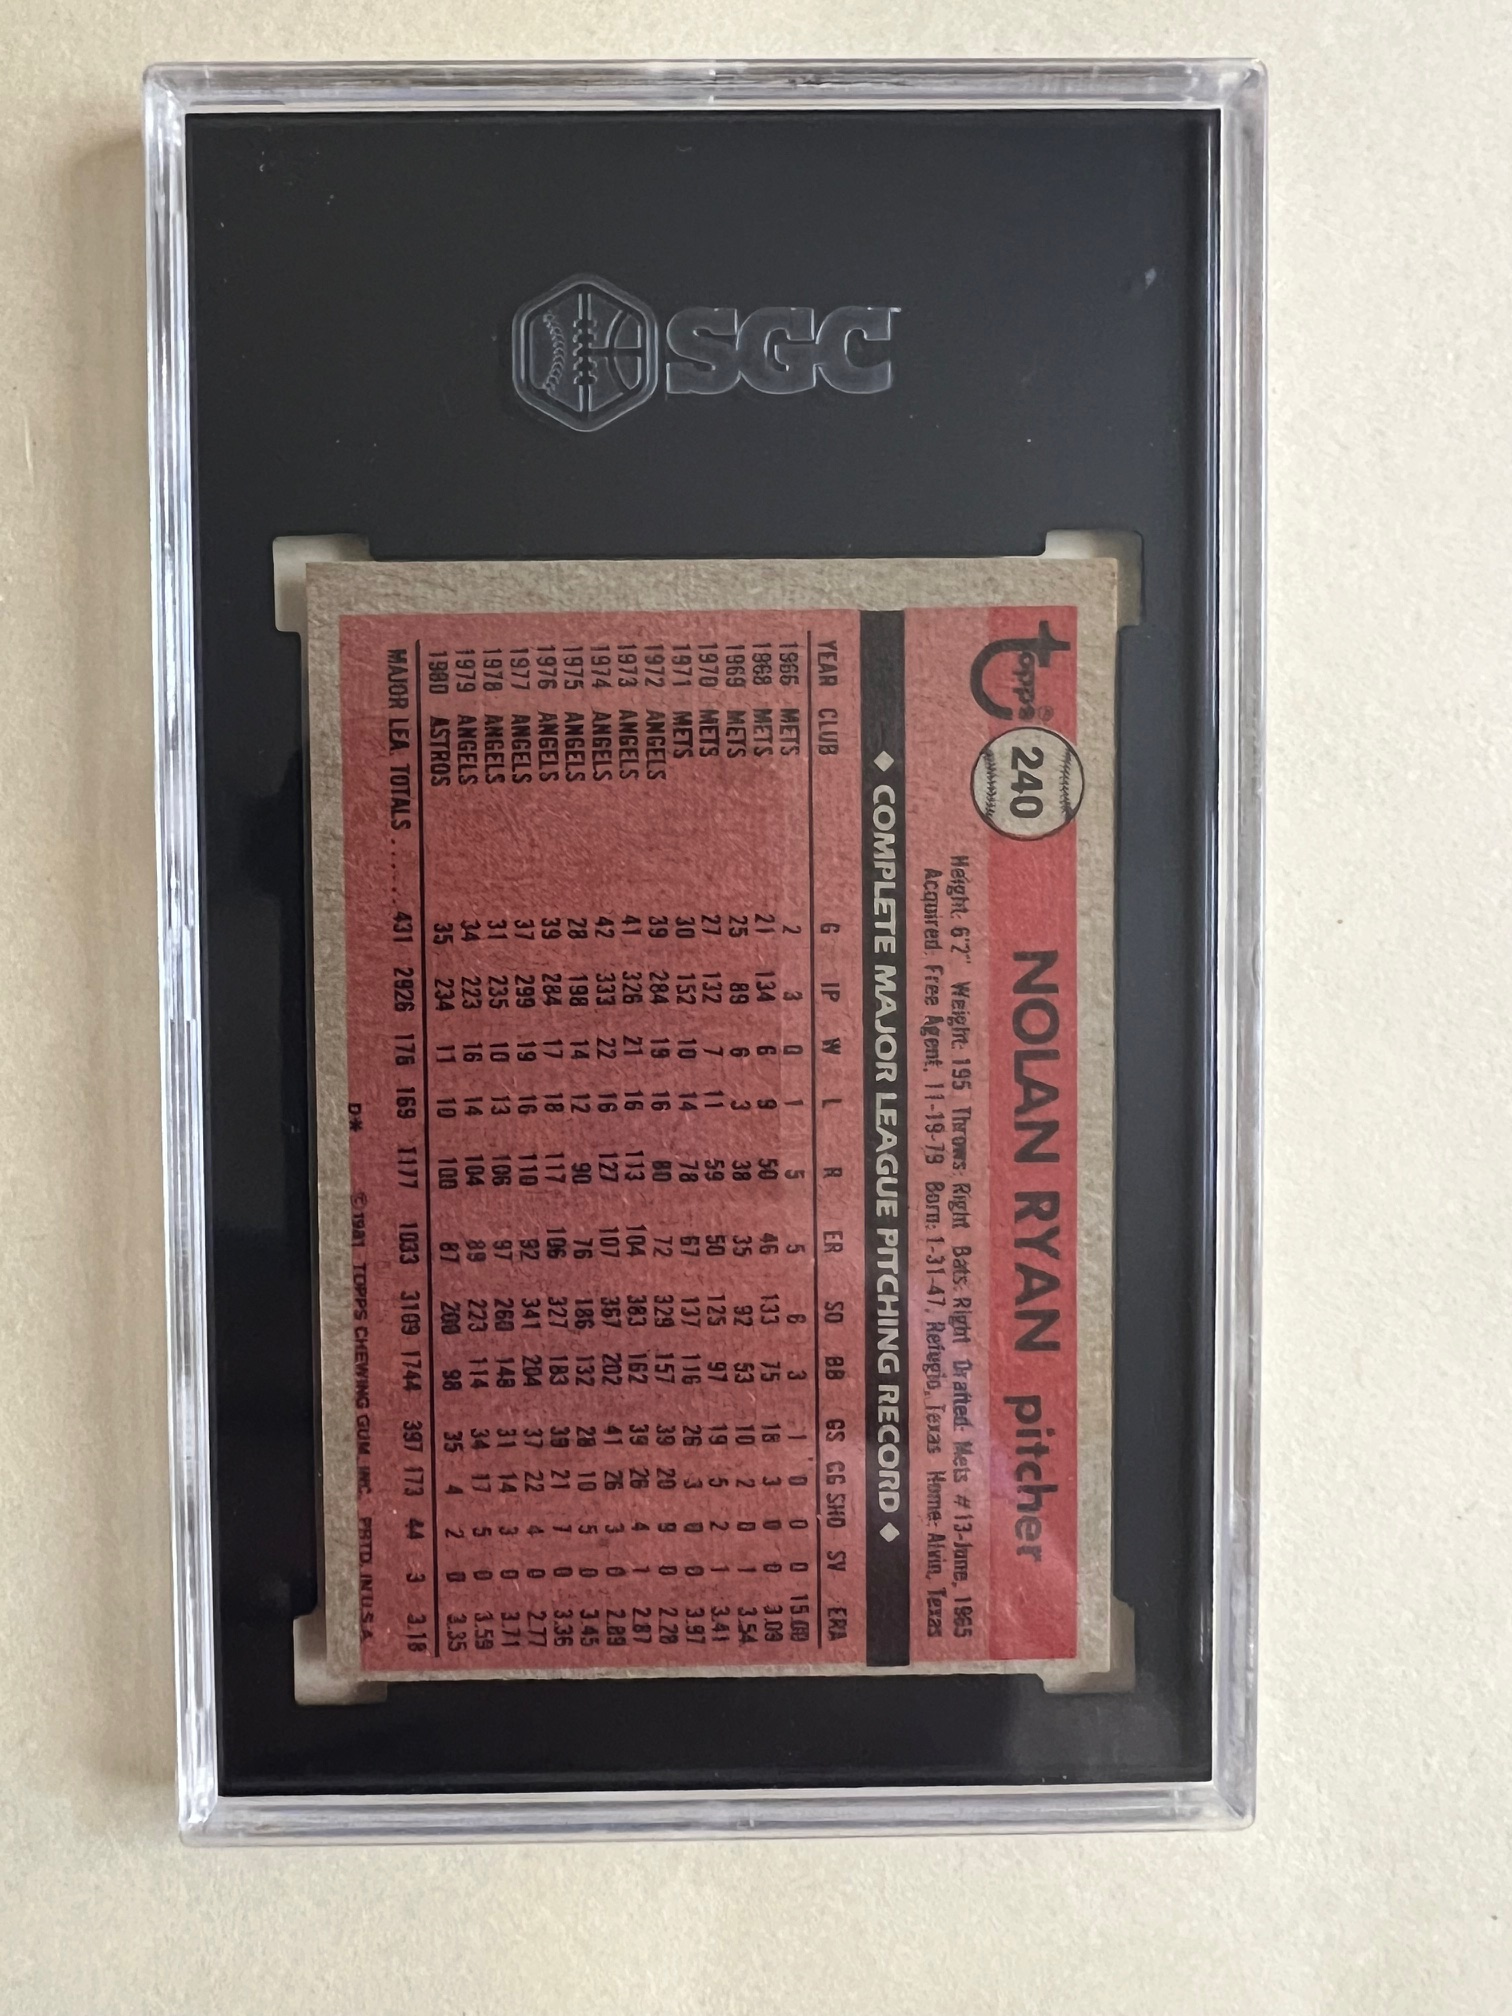 SGC
topps®
240
NOLAN RYAN pitcher
Height: 6'2" Weight: 195 Throws: Right Bats: Right Drafted: Mets #13-June, 1965
Acquired: Free Agent, 11-19-79 Born: 1-31-47, Refugio, Texas Home: Alvin, Texas
◆ COMPLETE MAJOR LEAGUE PITCHING RECORD ◆
YEAR CLUB G IP W L R ER SO BB GS CG SHO SV ERA
1966 METS 2 3 0 1 5 5 6 3 1 0 0 0 15.00
1968 METS 21 134 6 9 50 46 133 75 18 3 0 0 3.09
1969 METS 25 89 6 3 38 35 92 53 10 2 0 1 3.54
1970 METS 27 132 7 11 59 50 125 97 19 5 2 1 3.41
1971 METS 30 152 10 14 78 67 137 116 26 3 0 0 3.97
1972 ANGELS 39 284 19 16 80 72 329 157 39 20 9 0 2.28
1973 ANGELS 41 326 21 16 113 104 383 162 39 26 4 1 2.87
1974 ANGELS 42 333 22 16 127 107 367 202 41 26 3 0 2.89
1975 ANGELS 28 198 14 12 90 76 186 132 28 10 5 0 3.45
1976 ANGELS 39 284 17 18 117 106 327 183 39 21 7 0 3.36
1977 ANGELS 37 299 19 16 110 92 341 204 37 22 4 0 2.77
1978 ANGELS 31 235 10 13 106 97 260 148 31 14 3 0 3.71
1979 ANGELS 34 223 16 14 104 89 223 114 34 17 5 0 3.59
1980 ASTROS 35 234 11 10 100 87 200 98 35 4 2 0 3.35
MAJOR LEA. TOTALS ...... 431 2926 178 169 1177 1033 3109 1744 397 173 44 3 3.18
D* ©1981 TOPPS CHEWING GUM, INC. PRTD. IN U.S.A.